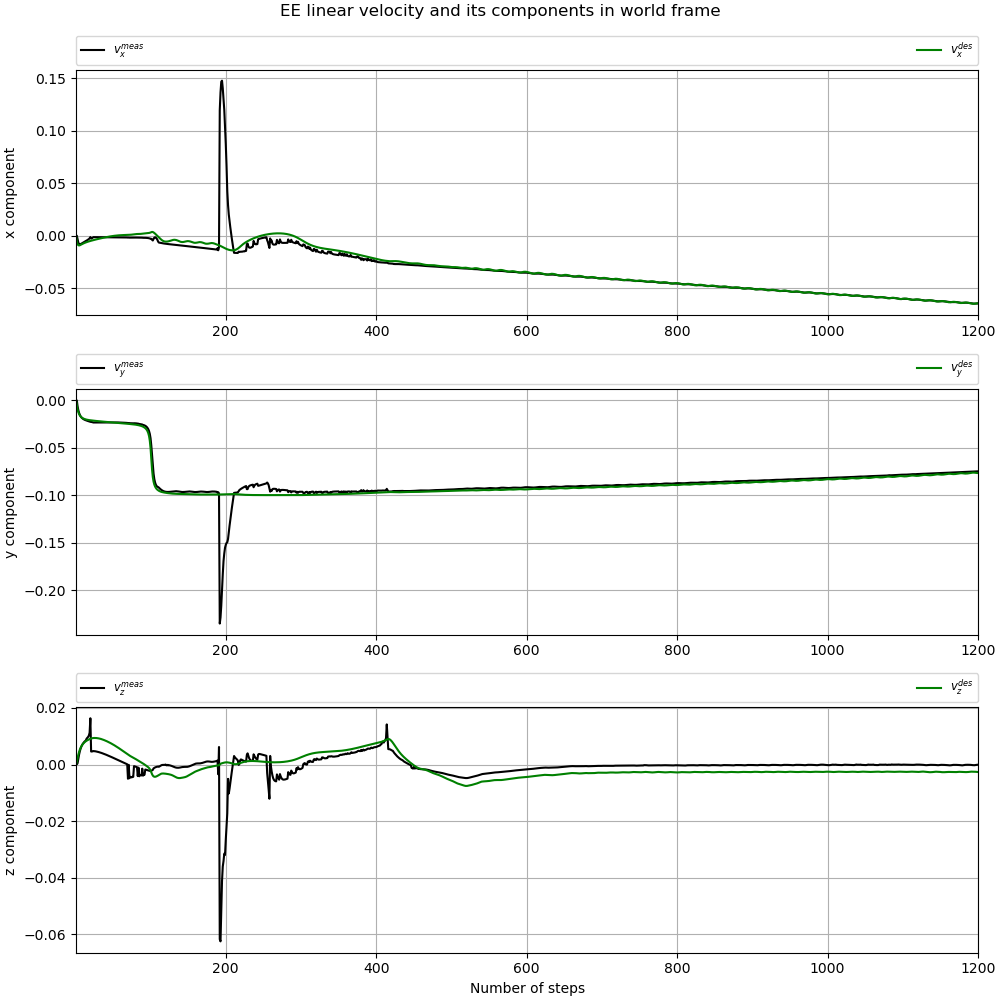 EE linear velocity and its components in world frame
v_x^meas v_x^des
0.15
0.10
0.05
0.00
−0.05
x component
200 400 600 800 1000 1200
v_y^meas v_y^des
0.00
−0.05
−0.10
−0.15
−0.20
y component
200 400 600 800 1000 1200
v_z^meas v_z^des
0.02
0.00
−0.02
−0.04
−0.06
z component
200 400 600 800 1000 1200
Number of steps